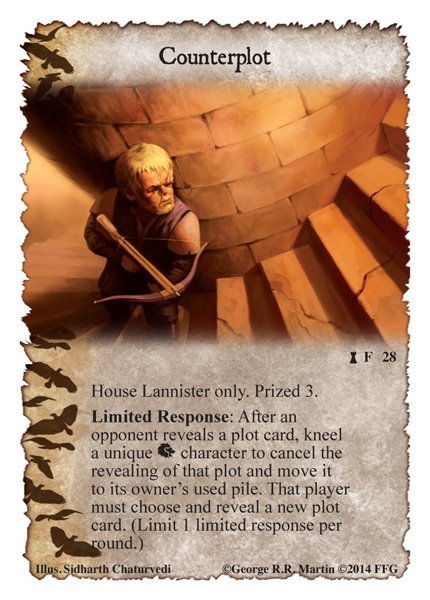 Counterplot
F 28
House Lannister only. Prized 3.
Limited Response: After an
opponent reveals a plot card, kneel
a unique character to cancel the
revealing of that plot and move it
to its owner's used pile. That player
must choose and reveal a new plot
card. (Limit 1 limited response per
round.)
Illus. Sidharth Chaturvedi ©George R.R. Martin ©2014 FFG